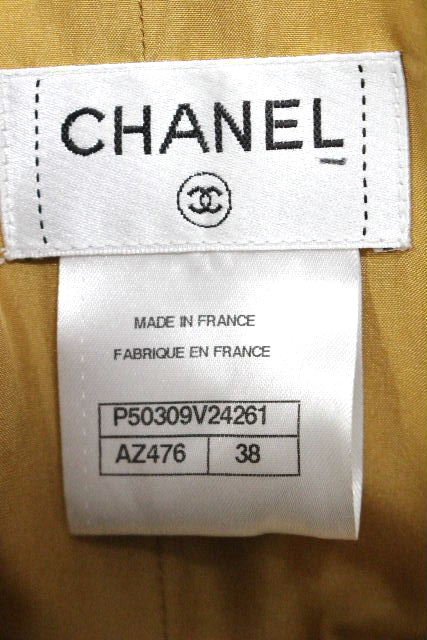 CHANEL
MADE IN FRANCE
FABRIQUE EN FRANCE
P50309V24261
AZ476 38